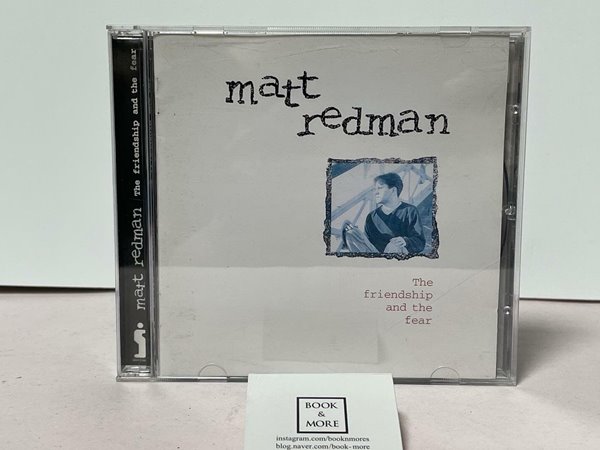 matt redman The friendship and the fear
matt
redman
The
friendship
and the
fear
BOOK
&
MORE
instagram.com/booknmores
blog.naver.com/book-more